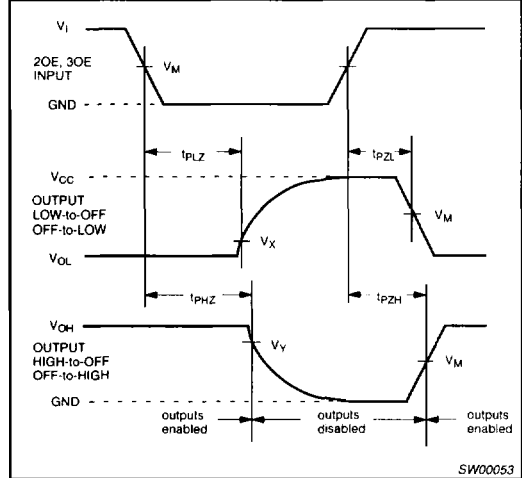 VI
2OE, 3OE
INPUT
VM
GND
tPLZ
tPZL
VCC
OUTPUT
LOW-to-OFF
OFF-to-LOW
VM
VX
VOL
tPHZ
tPZH
VOH
OUTPUT
HIGH-to-OFF
OFF-to-HIGH
VY
VM
GND
outputs
enabled
outputs
disabled
outputs
enabled
SW00053